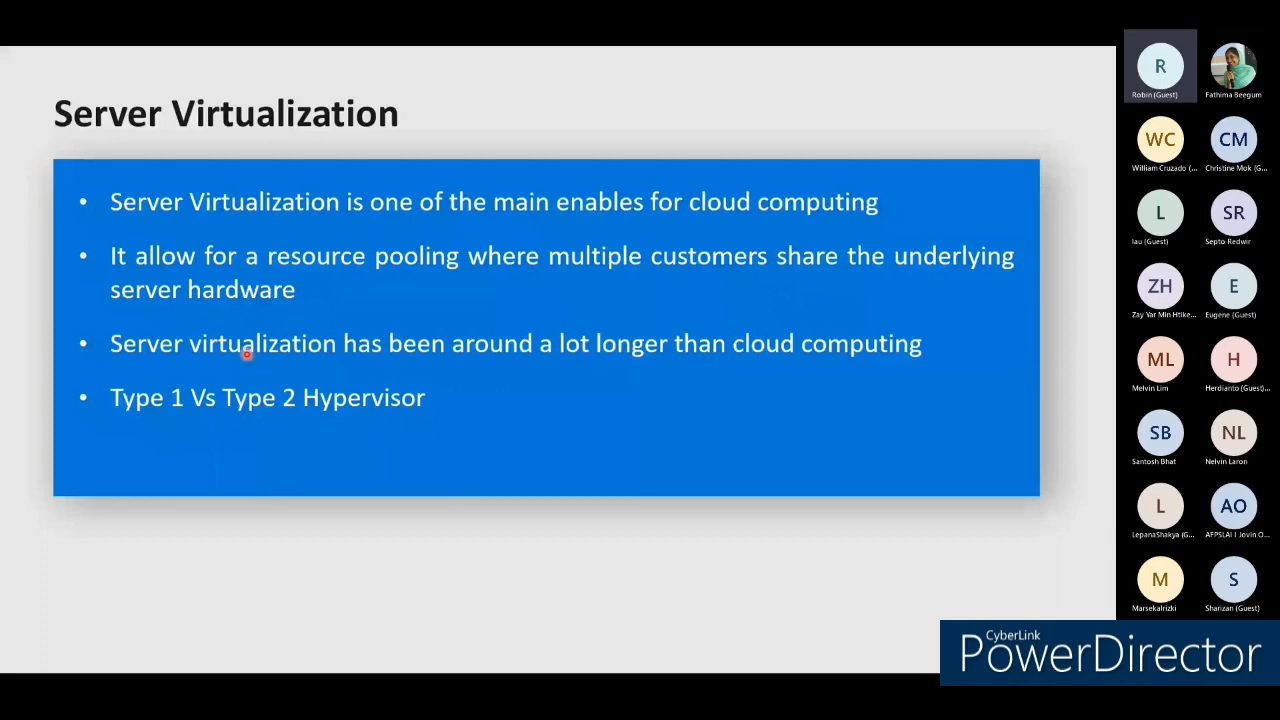 Server Virtualization
• Server Virtualization is one of the main enables for cloud computing
• It allow for a resource pooling where multiple customers share the underlying
server hardware
• Server virtualization has been around a lot longer than cloud computing
• Type 1 Vs Type 2 Hypervisor
R
Robin (Guest)
Fathima Beegum
WC
William Cruzado (...
CM
Christine Mok (G...
L
lau (Guest)
SR
Septo Redwir
ZH
Zay Yar Min Htike...
E
Eugene (Guest)
ML
Melvin Lim
H
Herdianto (Guest)...
SB
Santosh Bhat
NL
Nelvin Laron
L
LepanaShakya (G...
AO
AFPSLAI I Jovin O...
M
Marsekalrizki
S
Sharizan (Guest)
CyberLink
PowerDirector